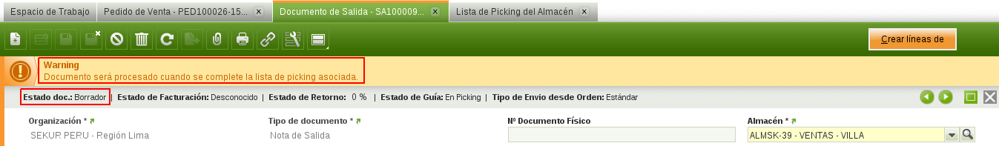 Espacio de Trabajo Pedido de Venta - PED100026-15... Documento de Salida - SA100009... Lista de Picking del Almacén
Crear líneas de
Warning
Documento será procesado cuando se complete la lista de picking asociada.
Estado doc.: Borrador | Estado de Facturación: Desconocido | Estado de Retorno: 0 % | Estado de Guía: En Picking | Tipo de Envio desde Orden: Estándar
Organización * Tipo de documento * Nº Documento Físico Almacén *
SEKUR PERU - Región Lima Nota de Salida ALMSK-39 - VENTAS - VILLA